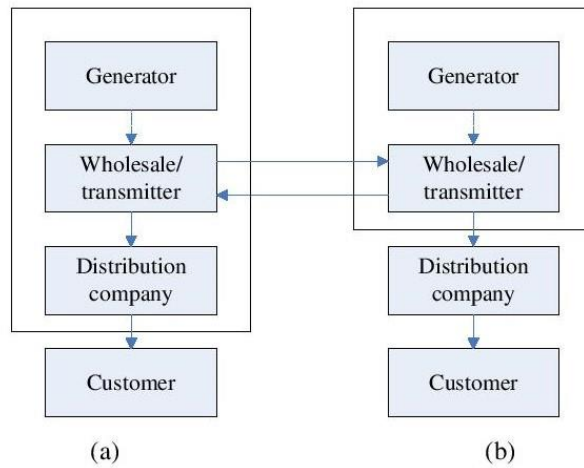 Generator
Wholesale/
transmitter
Distribution
company
Customer
(a)
Generator
Wholesale/
transmitter
Distribution
company
Customer
(b)